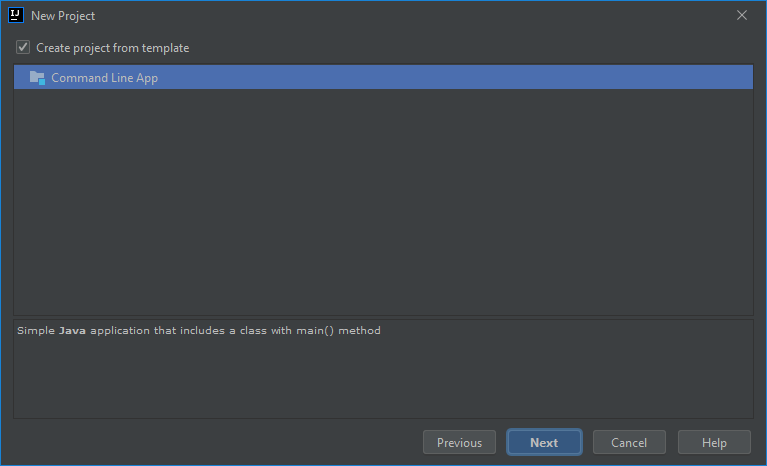 IJ
New Project
Create project from template
Command Line App
Simple Java application that includes a class with main() method
Previous
Next
Cancel
Help